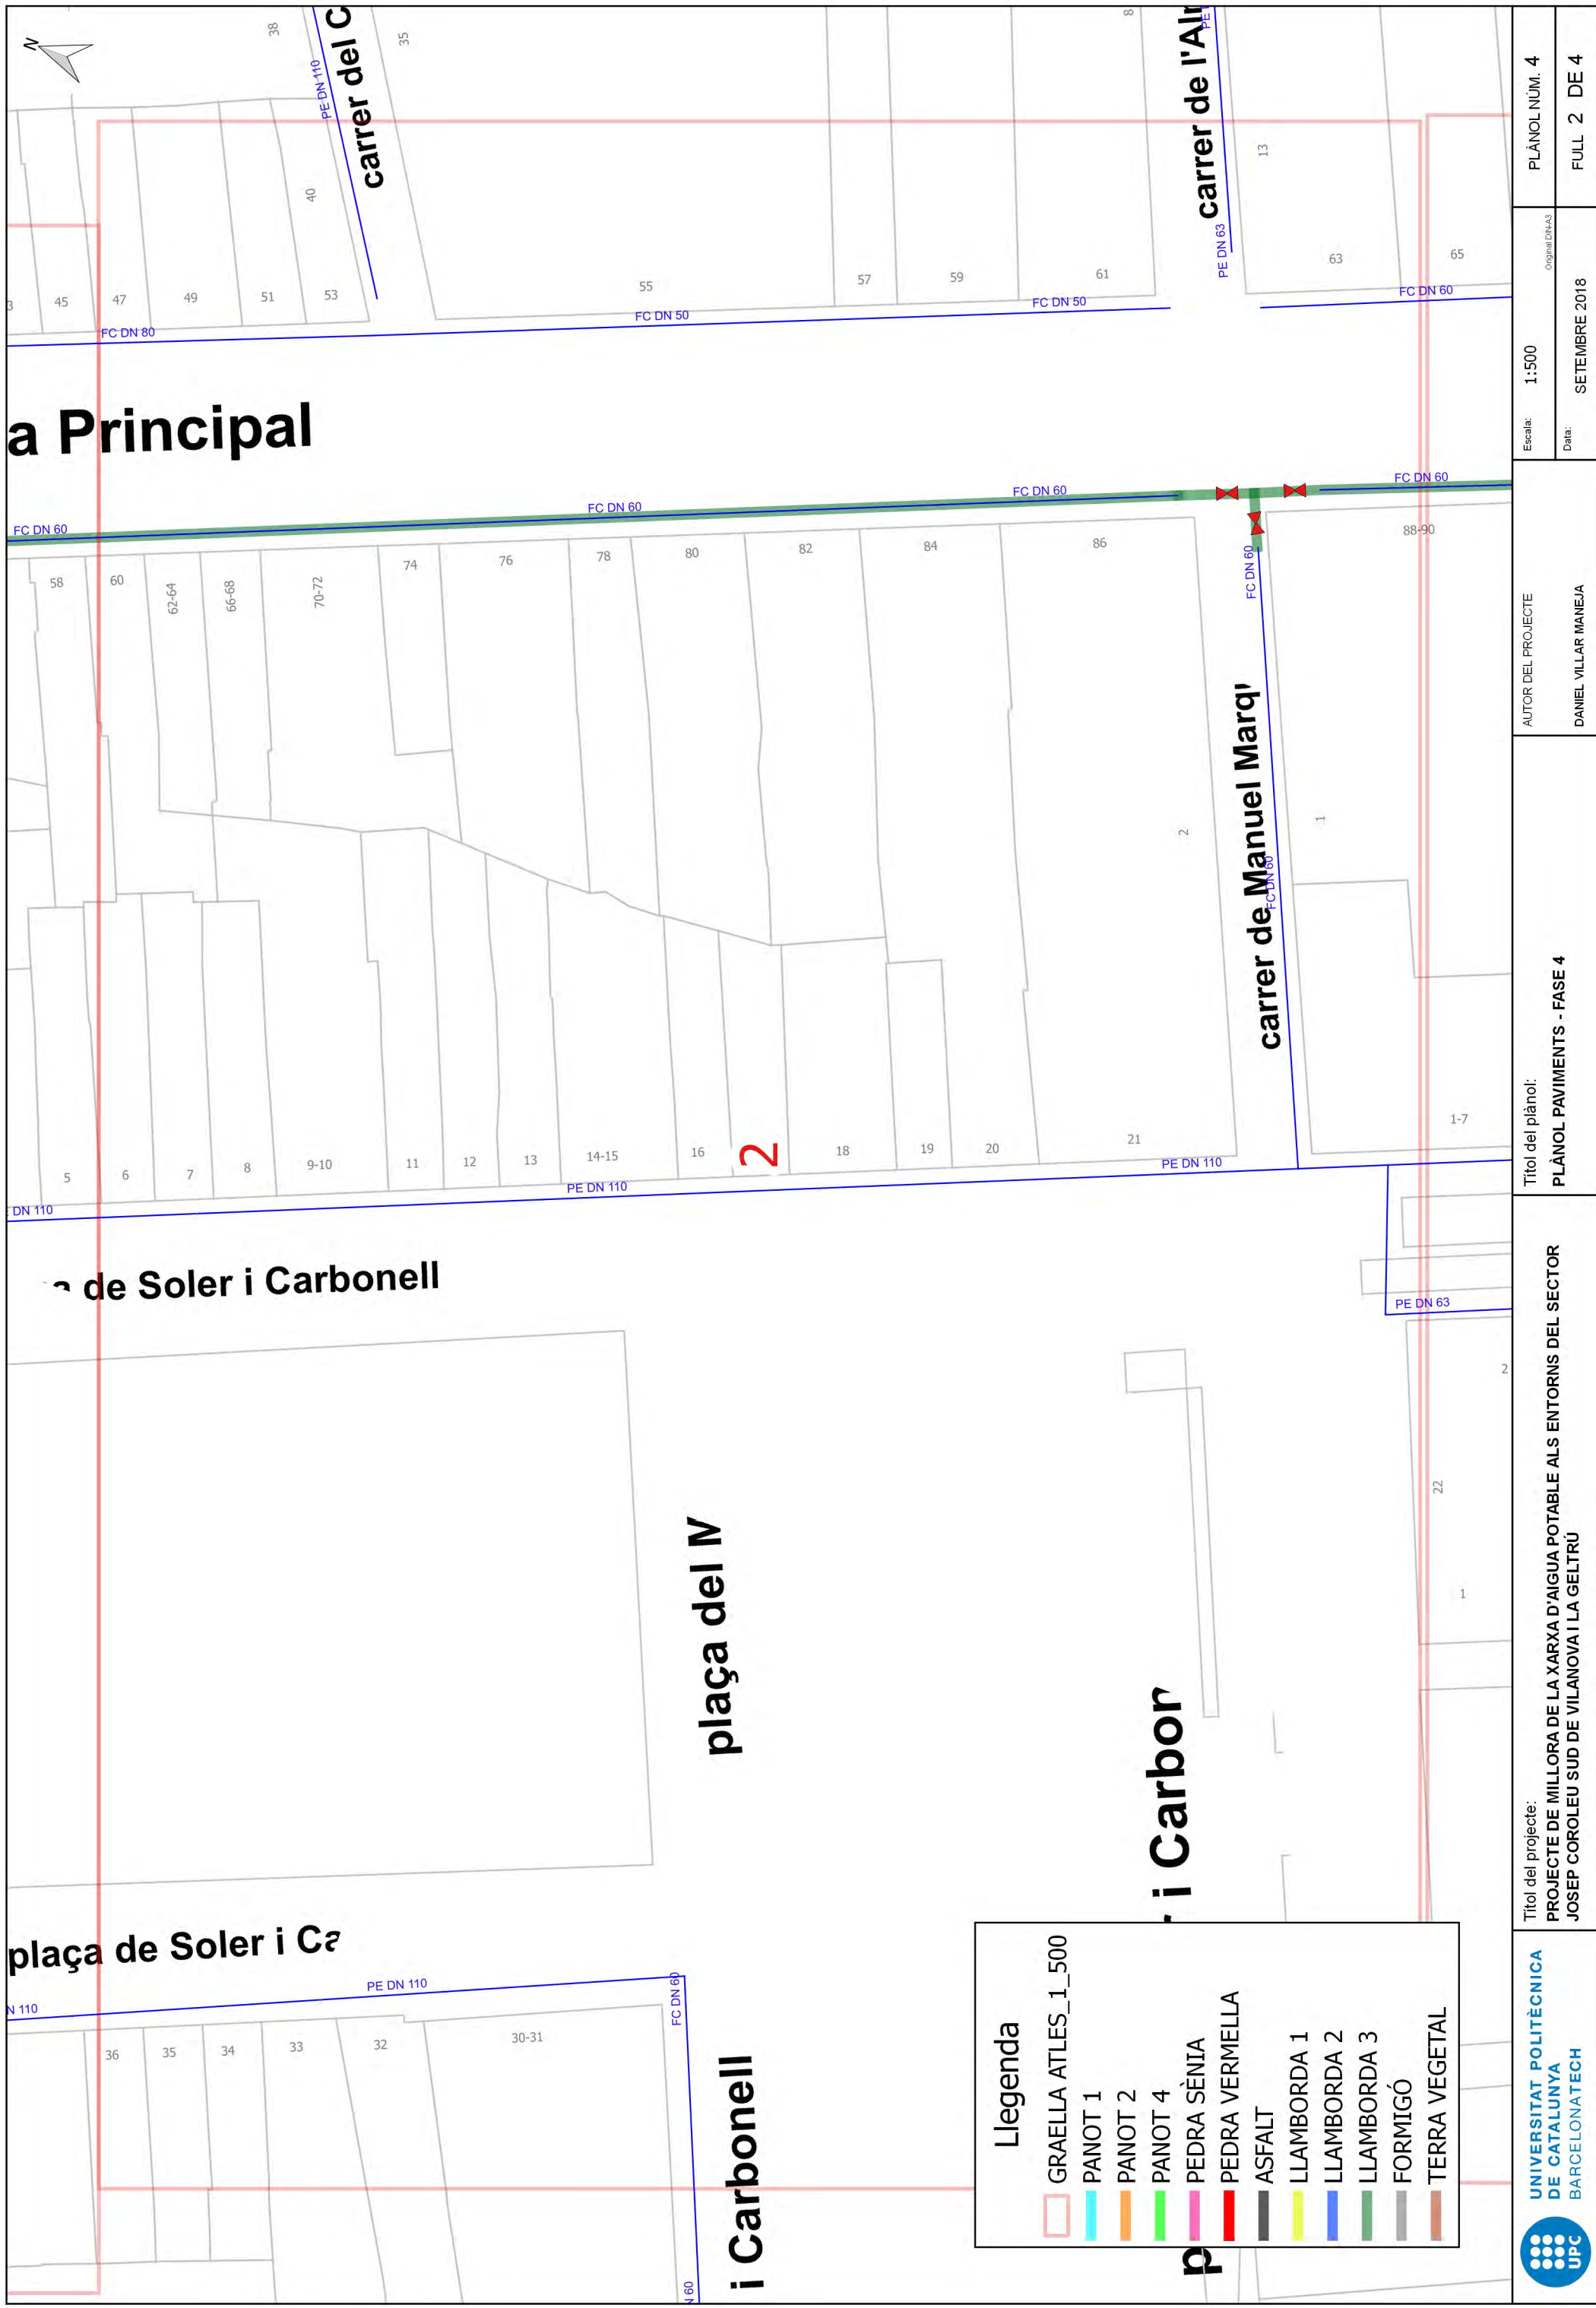 N
38
PE DN 110
carrer del C
35
8
PE
carrer de l'Alm
PE DN 63
13
40
45
47
49
51
53
55
57
59
61
63
65
FC DN 80
FC DN 50
FC DN 50
FC DN 60
a Principal
FC DN 60
FC DN 60
FC DN 60
FC DN 60
58
60
62-64
66-68
70-72
74
76
78
80
82
84
86
88-90
FC DN 60
carrer de Manuel Marq
FC DN 60
2
1
5
6
7
8
9-10
11
12
13
14-15
16
2
18
19
20
21
1-7
DN 110
PE DN 110
PE DN 110
a de Soler i Carbonell
PE DN 63
2
22
1
plaça del M
r i Carbon
p
plaça de Soler i Ca
N 110
PE DN 110
FC DN 60
36
35
34
33
32
30-31
i Carbonell
N 60
Llegenda
GRAELLA ATLES_1_500
PANOT 1
PANOT 2
PANOT 4
PEDRA SÈNIA
PEDRA VERMELLA
ASFALT
LLAMBORDA 1
LLAMBORDA 2
LLAMBORDA 3
FORMIGÓ
TERRA VEGETAL
UPC
UNIVERSITAT POLITÈCNICA
DE CATALUNYA
BARCELONATECH
Títol del projecte:
PROJECTE DE MILLORA DE LA XARXA D'AIGUA POTABLE ALS ENTORNS DEL SECTOR
JOSEP COROLEU SUD DE VILANOVA I LA GELTRÚ
Títol del plànol:
PLÀNOL PAVIMENTS - FASE 4
AUTOR DEL PROJECTE
DANIEL VILLAR MANEJA
Escala:
1:500
Original DIN-A3
Data:
SETEMBRE 2018
PLÀNOL NÚM. 4
FULL 2 DE 4